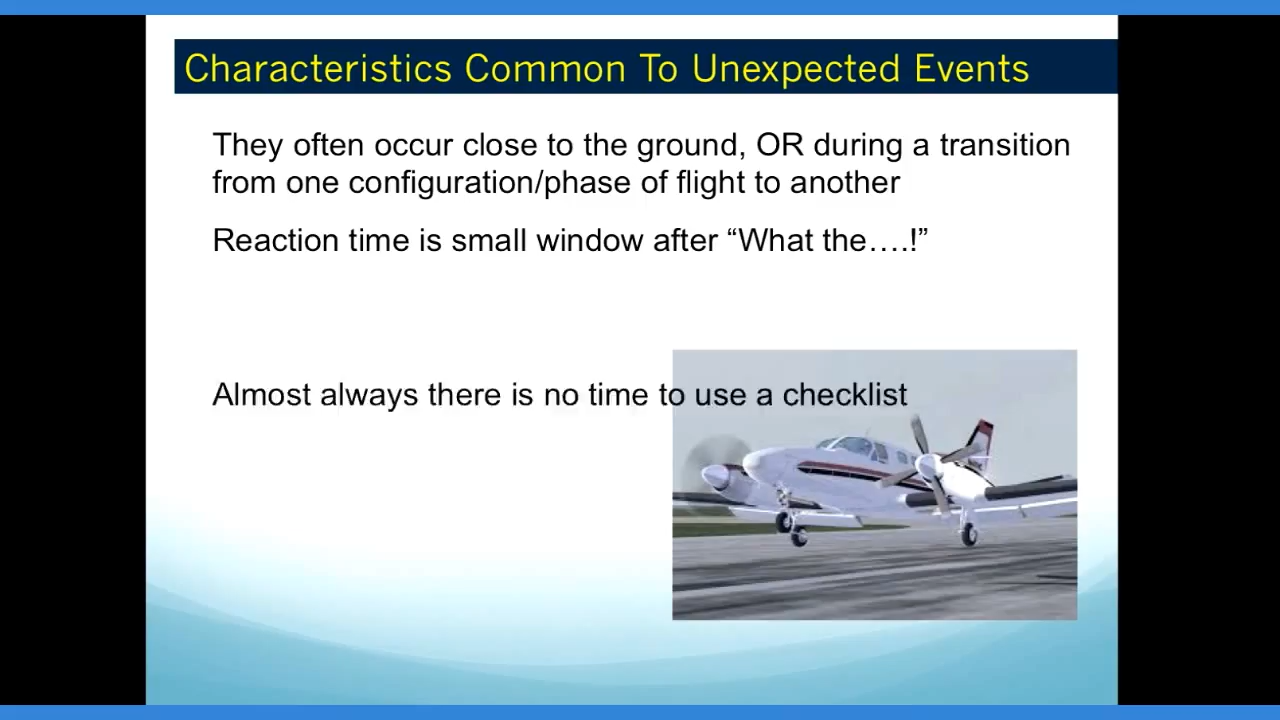 Characteristics Common To Unexpected Events
They often occur close to the ground, OR during a transition
from one configuration/phase of flight to another
Reaction time is small window after “What the….!”
Almost always there is no time to use a checklist